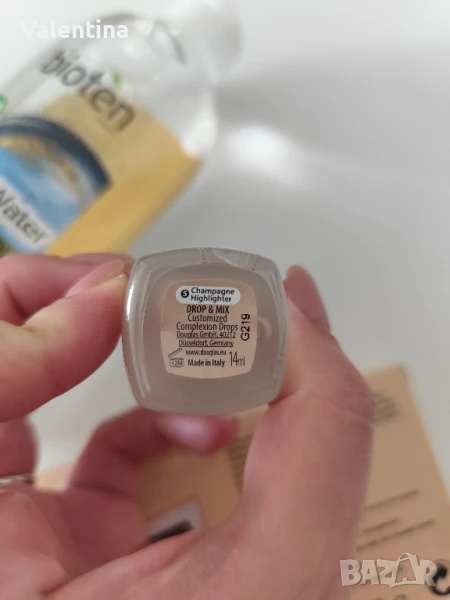 Valentina
bioten
Water
5 Champagne
Highlighter
DROP & MIX
Customized
Complexion Drops
Douglas GmbH, 40212
Düsseldorf, Germany
www.douglas.eu
12M
Made in Italy
14ml
G219
BAZAR